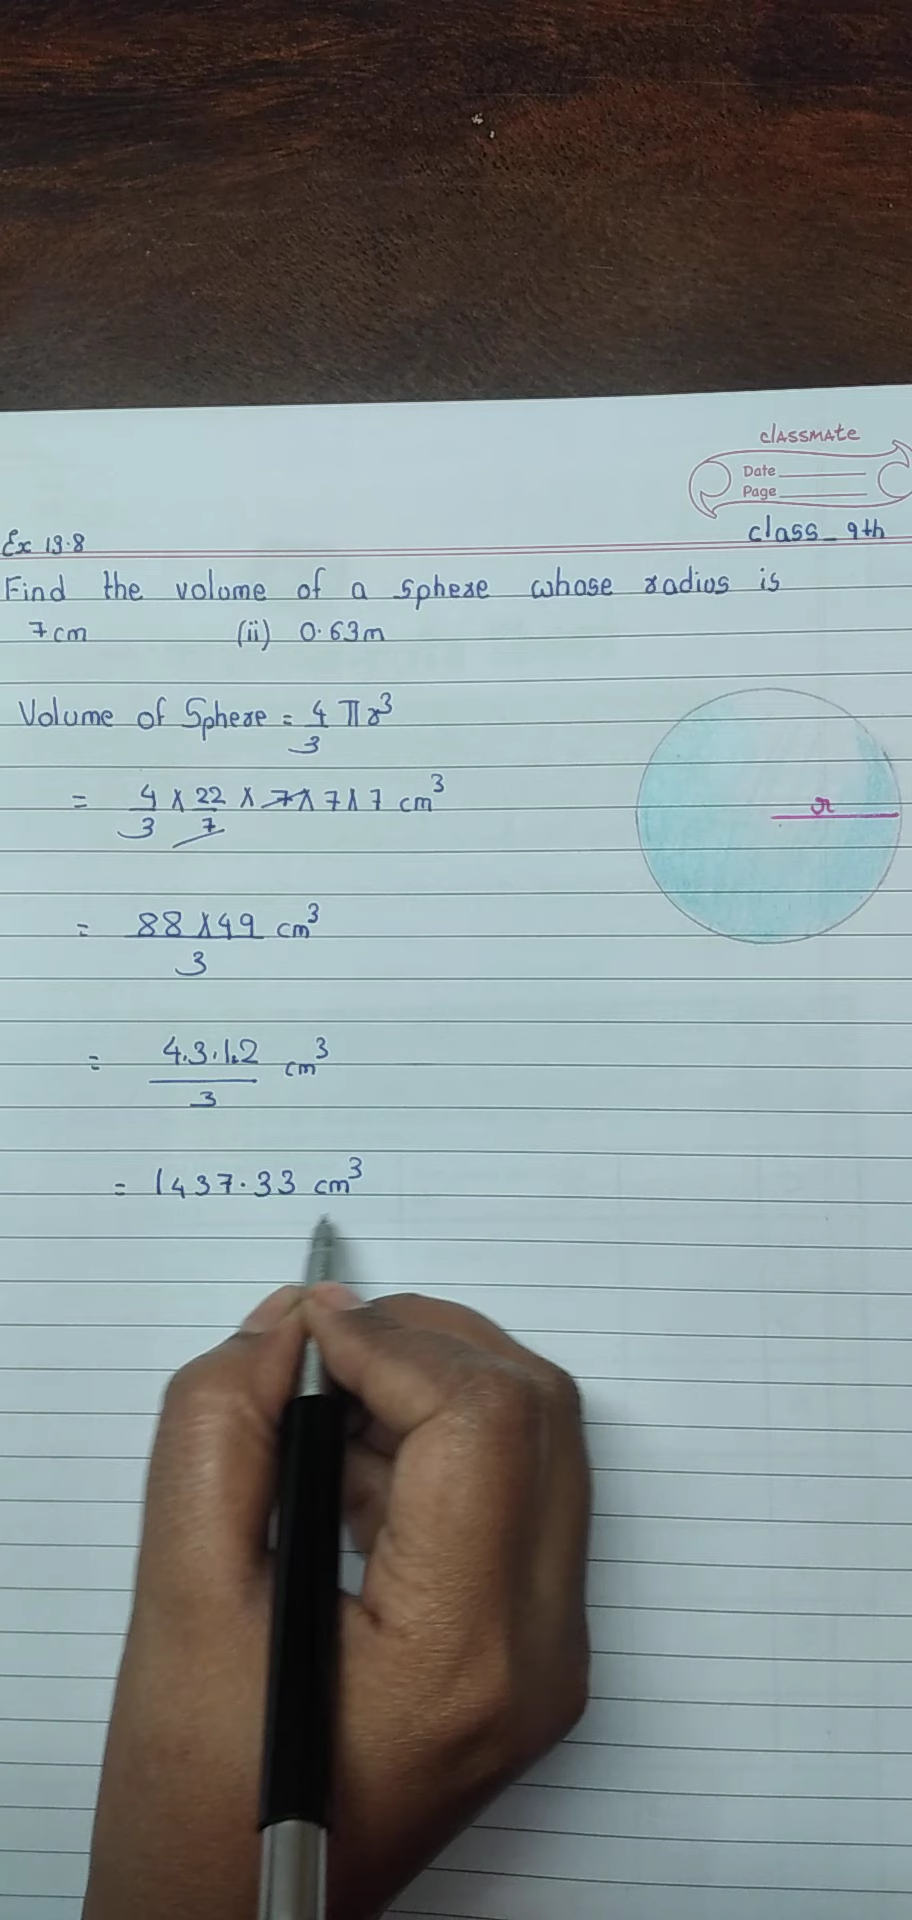 classmate
Date
Page
Ex 13.8
class_9th
Find the volume of a sphere whose radius is
7cm (ii) 0.63m
Volume of Sphere = 4/3 πr³
= 4/3 × 22/7 × 7 × 7 × 7 cm³
r
= 88 × 49/3 cm³
= 4312/3 cm³
= 1437.33 cm³